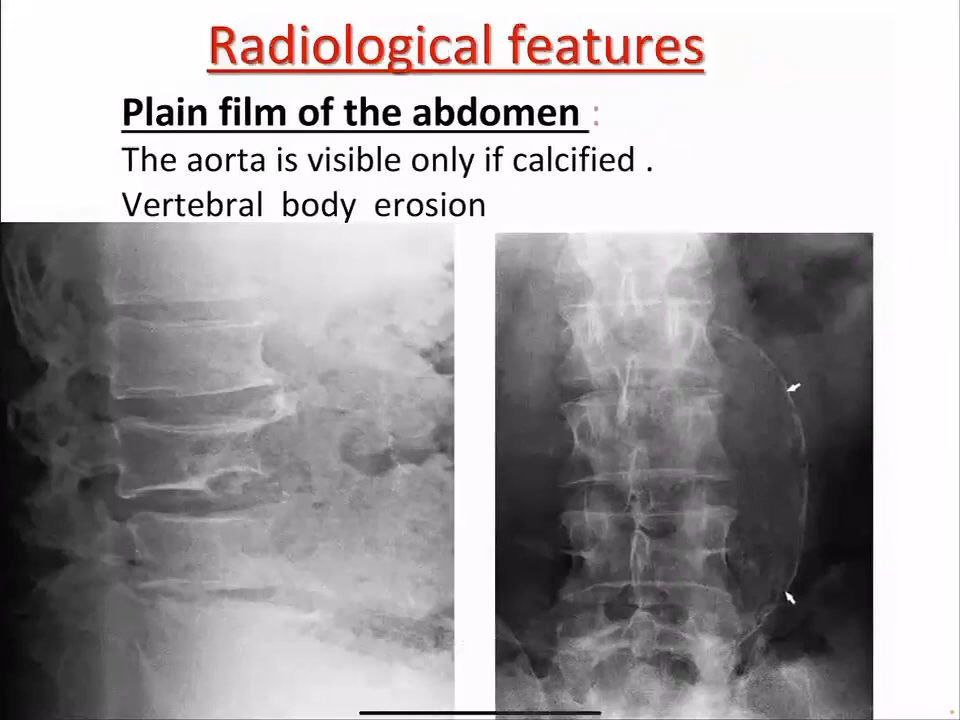 Radiological features
Plain film of the abdomen :
The aorta is visible only if calcified .
Vertebral body erosion